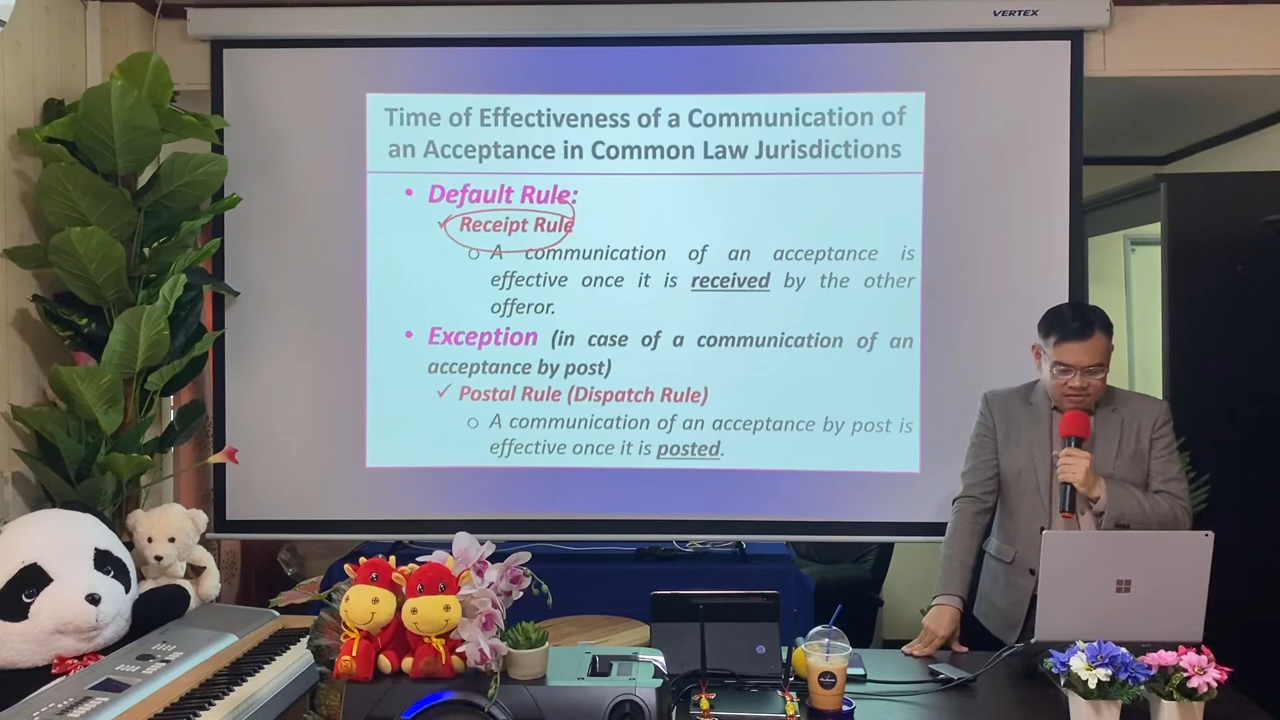 VERTEX
Time of Effectiveness of a Communication of
an Acceptance in Common Law Jurisdictions
• Default Rule:
✓ Receipt Rule
o A communication of an acceptance is
effective once it is received by the other
offeror.
• Exception (in case of a communication of an
acceptance by post)
✓ Postal Rule (Dispatch Rule)
o A communication of an acceptance by post is
effective once it is posted.